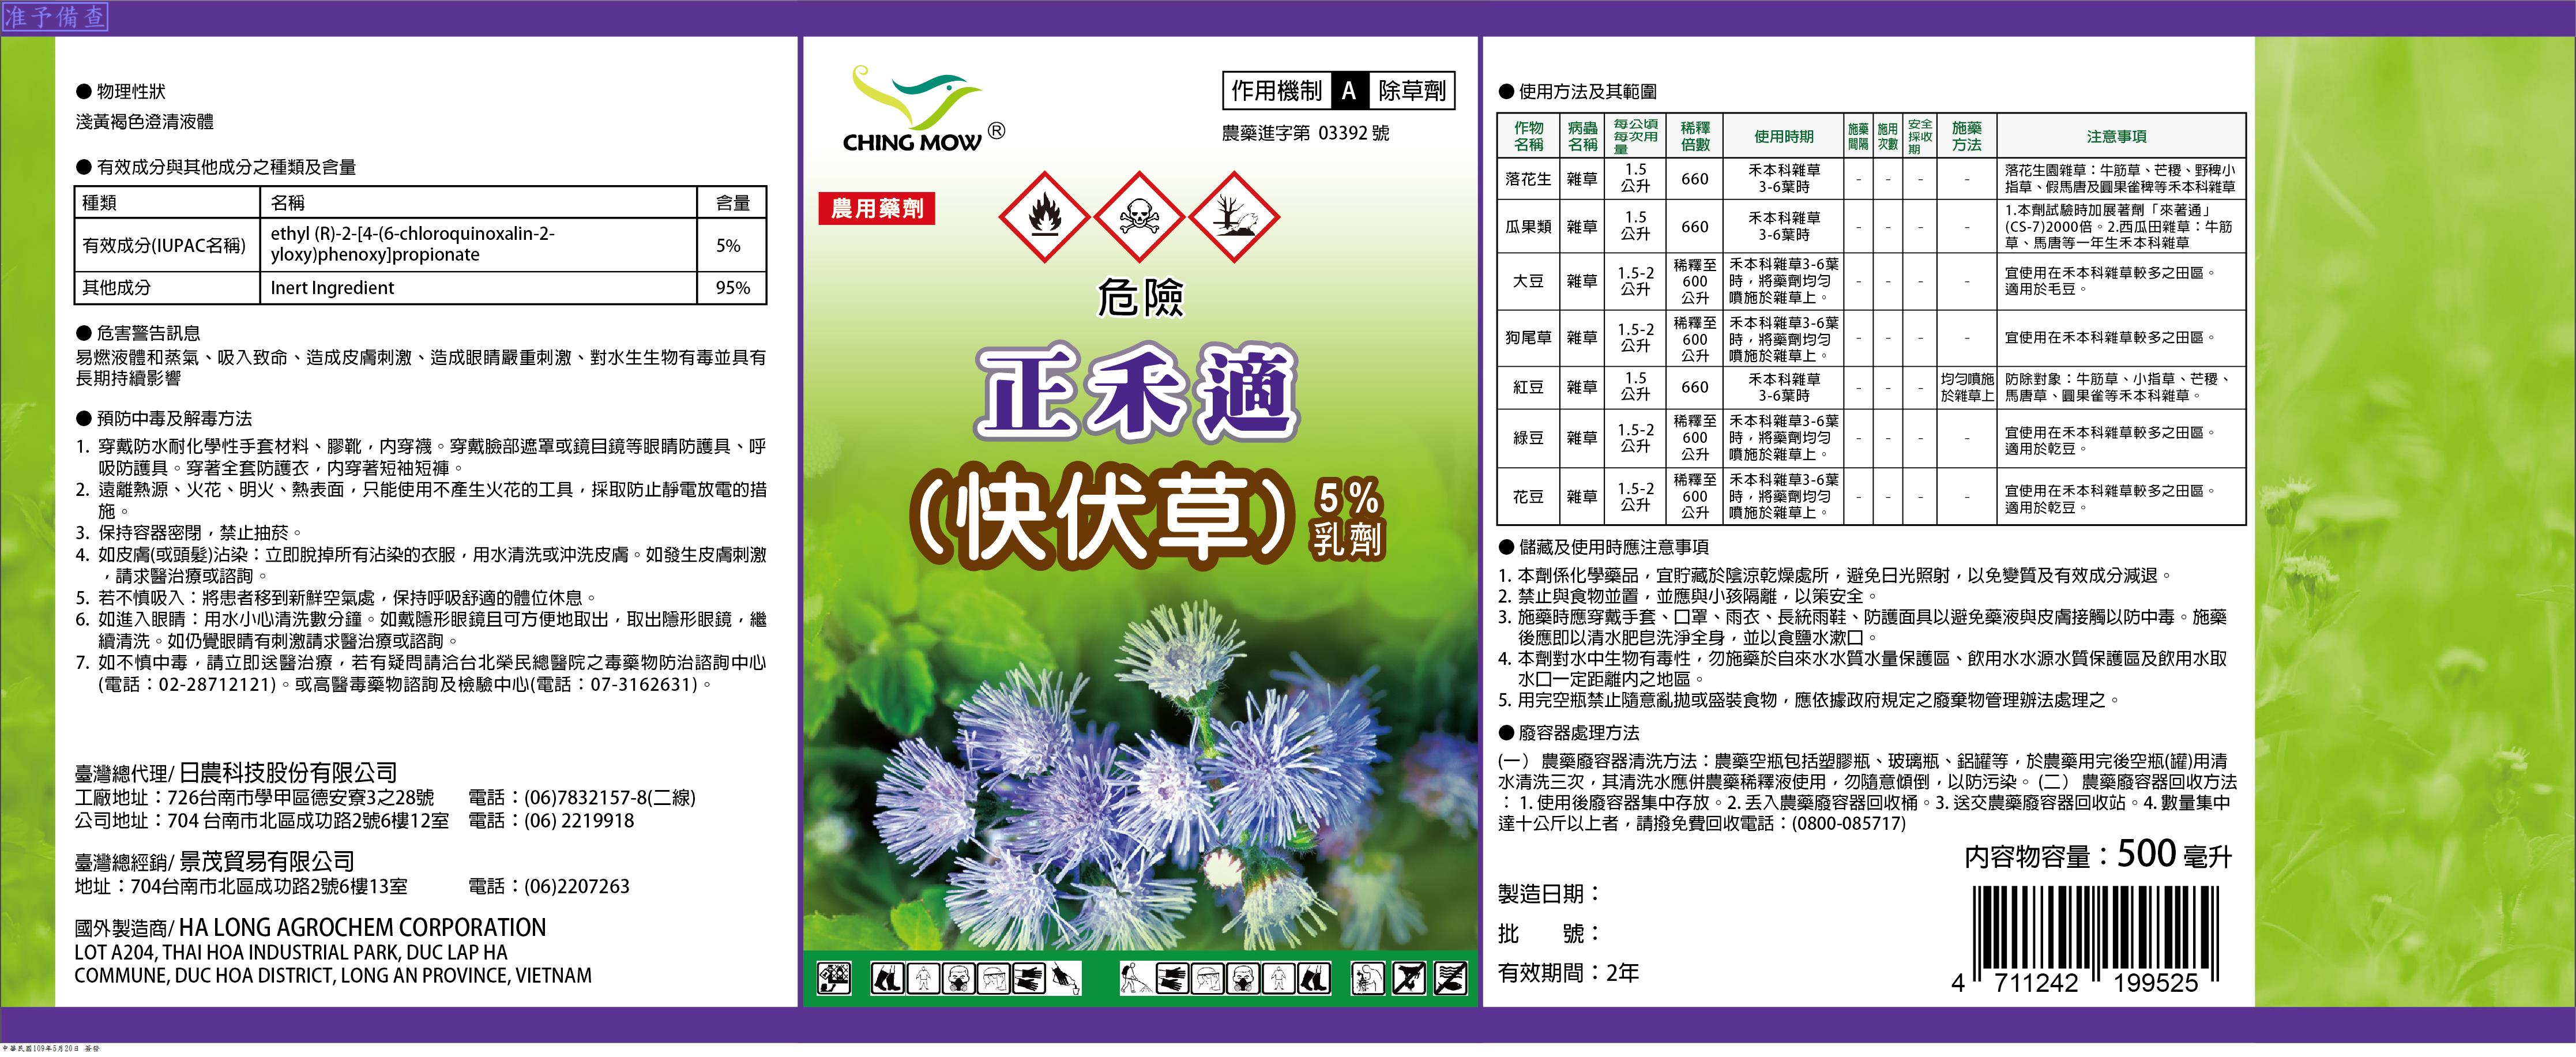 准予備查
● 物理性狀
淺黃褐色澄清液體
● 有效成分與其他成分之種類及含量
種類 名稱 含量
有效成分(IUPAC名稱) ethyl (R)-2-[4-(6-chloroquinoxalin-2-
yloxy)phenoxy]propionate 5%
其他成分 Inert Ingredient 95%
● 危害警告訊息
易燃液體和蒸氣、吸入致命、造成皮膚刺激、造成眼睛嚴重刺激、對水生生物有毒並具有
長期持續影響
● 預防中毒及解毒方法
1. 穿戴防水耐化學性手套材料、膠靴，内穿襪。穿戴臉部遮罩或鏡目鏡等眼睛防護具、呼
吸防護具。穿著全套防護衣，内穿著短袖短褲。
2. 遠離熱源、火花、明火、熱表面，只能使用不產生火花的工具，採取防止靜電放電的措
施。
3. 保持容器密閉，禁止抽菸。
4. 如皮膚(或頭髮)沾染：立即脫掉所有沾染的衣服，用水清洗或沖洗皮膚。如發生皮膚刺激
，請求醫治療或諮詢。
5. 若不慎吸入：將患者移到新鮮空氣處，保持呼吸舒適的體位休息。
6. 如進入眼睛：用水小心清洗數分鐘。如戴隱形眼鏡且可方便地取出，取出隱形眼鏡，繼
續清洗。如仍覺眼睛有刺激請求醫治療或諮詢。
7. 如不慎中毒，請立即送醫治療，若有疑問請洽台北榮民總醫院之毒藥物防治諮詢中心
(電話：02-28712121)。或高醫毒藥物諮詢及檢驗中心(電話：07-3162631)。
臺灣總代理/ 日農科技股份有限公司
工廠地址：726台南市學甲區德安寮3之28號 電話：(06)7832157-8(二線)
公司地址：704 台南市北區成功路2號6樓12室 電話：(06) 2219918
臺灣總經銷/ 景茂貿易有限公司
地址：704台南市北區成功路2號6樓13室 電話：(06)2207263
國外製造商/ HA LONG AGROCHEM CORPORATION
LOT A204, THAI HOA INDUSTRIAL PARK, DUC LAP HA
COMMUNE, DUC HOA DISTRICT, LONG AN PROVINCE, VIETNAM
CHING MOW ®
作用機制 A 除草劑
農藥進字第 03392 號
農用藥劑
危險
正禾適
(快伏草) 5%
乳劑
● 使用方法及其範圍
作物名稱 病蟲名稱 每公頃每次用量 稀釋倍數 使用時期 施藥間隔 施用次數 安全採收期 施藥方法 注意事項
落花生 雜草 1.5公升 660 禾本科雜草3-6葉時 - - - - 落花生園雜草：牛筋草、芒稷、野稗小
指草、假馬唐及圓果雀稗等禾本科雜草
瓜果類 雜草 1.5公升 660 禾本科雜草3-6葉時 - - - - 1.本劑試驗時加展著劑「來著通」
(CS-7)2000倍。2.西瓜田雜草：牛筋
草、馬唐等一年生禾本科雜草
大豆 雜草 1.5-2公升 稀釋至600公升 禾本科雜草3-6葉時，將藥劑均勻噴施於雜草上。 - - - - 宜使用在禾本科雜草較多之田區。
適用於毛豆。
狗尾草 雜草 1.5-2公升 稀釋至600公升 禾本科雜草3-6葉時，將藥劑均勻噴施於雜草上。 - - - - 宜使用在禾本科雜草較多之田區。
紅豆 雜草 1.5公升 660 禾本科雜草3-6葉時 - - - 均勻噴施於雜草上 防除對象：牛筋草、小指草、芒稷、
馬唐草、圓果雀等禾本科雜草。
綠豆 雜草 1.5-2公升 稀釋至600公升 禾本科雜草3-6葉時，將藥劑均勻噴施於雜草上。 - - - - 宜使用在禾本科雜草較多之田區。
適用於乾豆。
花豆 雜草 1.5-2公升 稀釋至600公升 禾本科雜草3-6葉時，將藥劑均勻噴施於雜草上。 - - - - 宜使用在禾本科雜草較多之田區。
適用於乾豆。
● 儲藏及使用時應注意事項
1. 本劑係化學藥品，宜貯藏於陰涼乾燥處所，避免日光照射，以免變質及有效成分減退。
2. 禁止與食物並置，並應與小孩隔離，以策安全。
3. 施藥時應穿戴手套、口罩、雨衣、長統雨鞋、防護面具以避免藥液與皮膚接觸以防中毒。施藥
後應即以清水肥皂洗淨全身，並以食鹽水漱口。
4. 本劑對水中生物有毒性，勿施藥於自來水水質水量保護區、飲用水水源水質保護區及飲用水取
水口一定距離内之地區。
5. 用完空瓶禁止隨意亂拋或盛裝食物，應依據政府規定之廢棄物管理辦法處理之。
● 廢容器處理方法
(一） 農藥廢容器清洗方法：農藥空瓶包括塑膠瓶、玻璃瓶、鋁罐等，於農藥用完後空瓶(罐)用清
水清洗三次，其清洗水應併農藥稀釋液使用，勿隨意傾倒，以防污染。(二） 農藥廢容器回收方法
：1. 使用後廢容器集中存放。2. 丟入農藥廢容器回收桶。3. 送交農藥廢容器回收站。4. 數量集中
達十公斤以上者，請撥免費回收電話：(0800-085717)
内容物容量：500 毫升
製造日期：
批 號：
有效期間：2年
4 711242 199525
中華民國109年5月20日 簽發